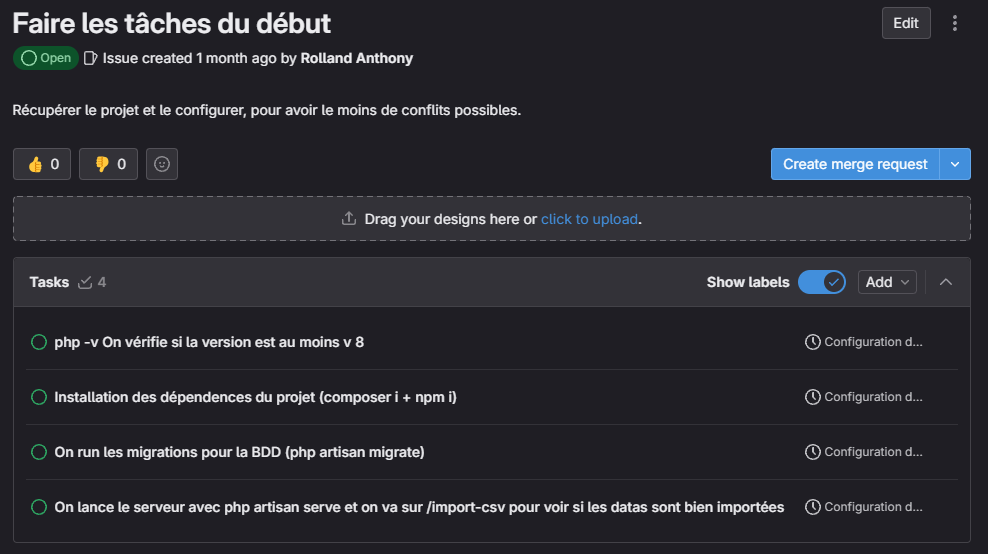 Faire les tâches du début
Edit
Open Issue created 1 month ago by Rolland Anthony
Récupérer le projet et le configurer, pour avoir le moins de conflits possibles.
0 0
Create merge request
Drag your designs here or click to upload.
Tasks 4
Show labels Add
php -v On vérifie si la version est au moins v 8 Configuration d...
Installation des dépendences du projet (composer i + npm i) Configuration d...
On run les migrations pour la BDD (php artisan migrate) Configuration d...
On lance le serveur avec php artisan serve et on va sur /import-csv pour voir si les datas sont bien importées Configuration d...